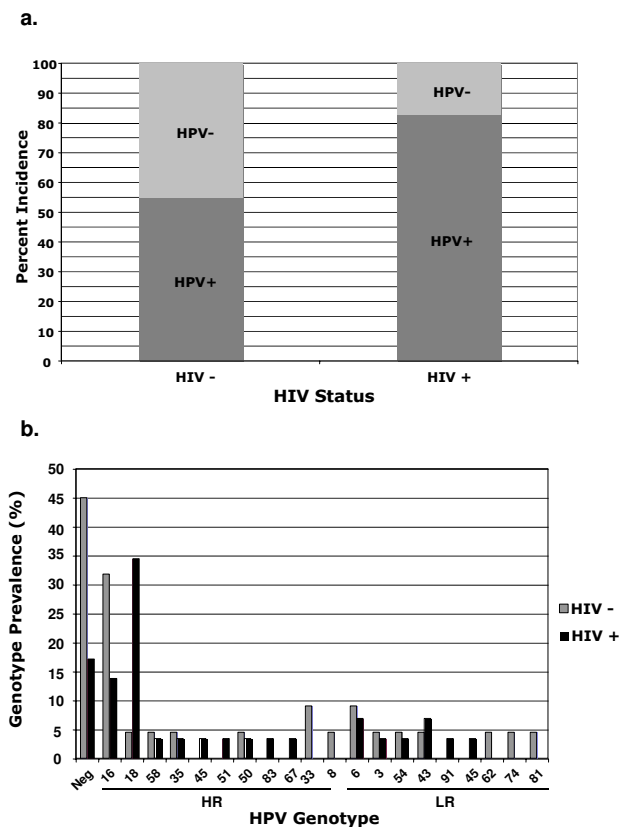 a.
Percent Incidence
100
90
80
70
60
50
40
30
20
10
0
HPV-
HPV+
HPV-
HPV+
HIV - HIV +
HIV Status
b.
Genotype Prevalence (%)
50
45
40
35
30
25
20
15
10
5
0
Neg 16 18 58 35 45 51 50 83 67 33 8 6 3 54 43 91 45 62 74 81
HR LR
HPV Genotype
HIV -
HIV +